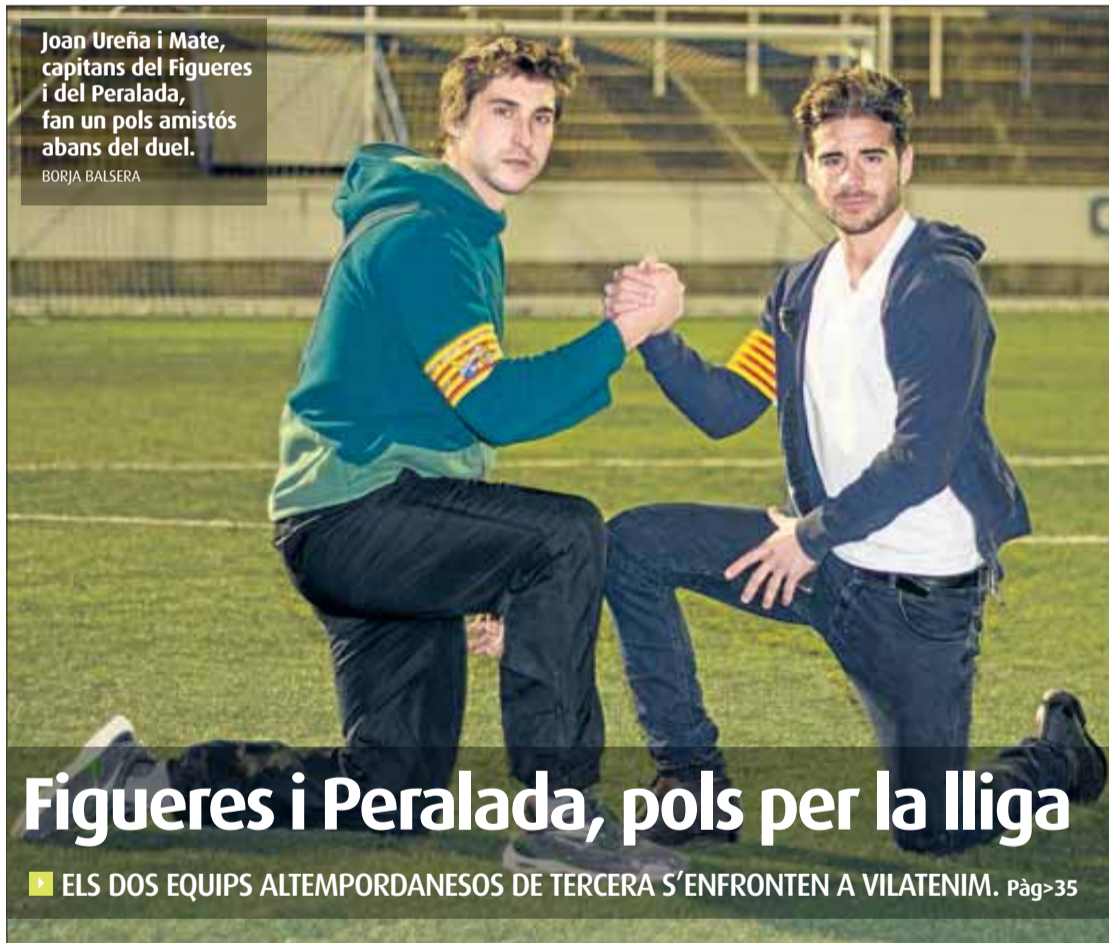 Joan Ureña i Mate,
capitans del Figueres
i del Peralada,
fan un pols amistós
abans del duel.
BORJA BALSERA
Figueres i Peralada, pols per la lliga
ELS DOS EQUIPS ALTEMPORDANESOS DE TERCERA S’ENFRONTEN A VILATENIM. Pàg>35